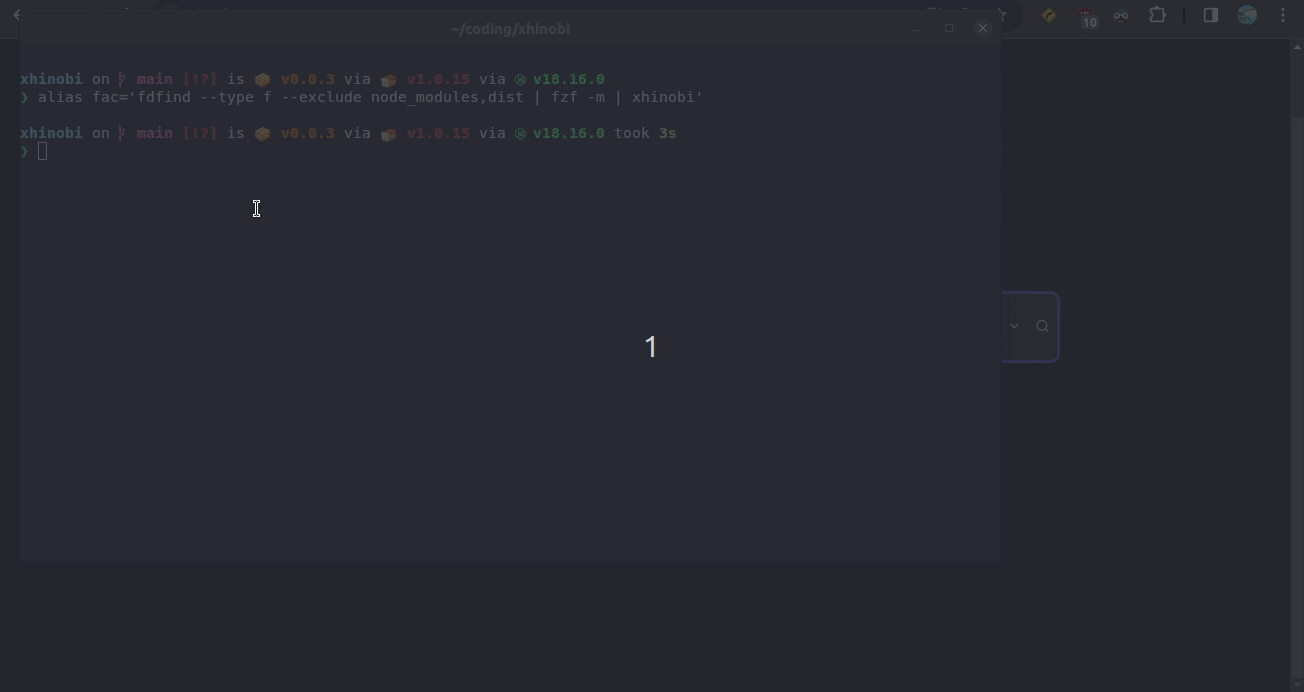 ~/coding/xhinobi
10
xhinobi on main [!?] is v0.0.3 via v1.0.15 via v18.16.0
❯ alias fac='fdfind --type f --exclude node_modules,dist | fzf -m | xhinobi'
xhinobi on main [!?] is v0.0.3 via v1.0.15 via v18.16.0 took 3s
❯
1